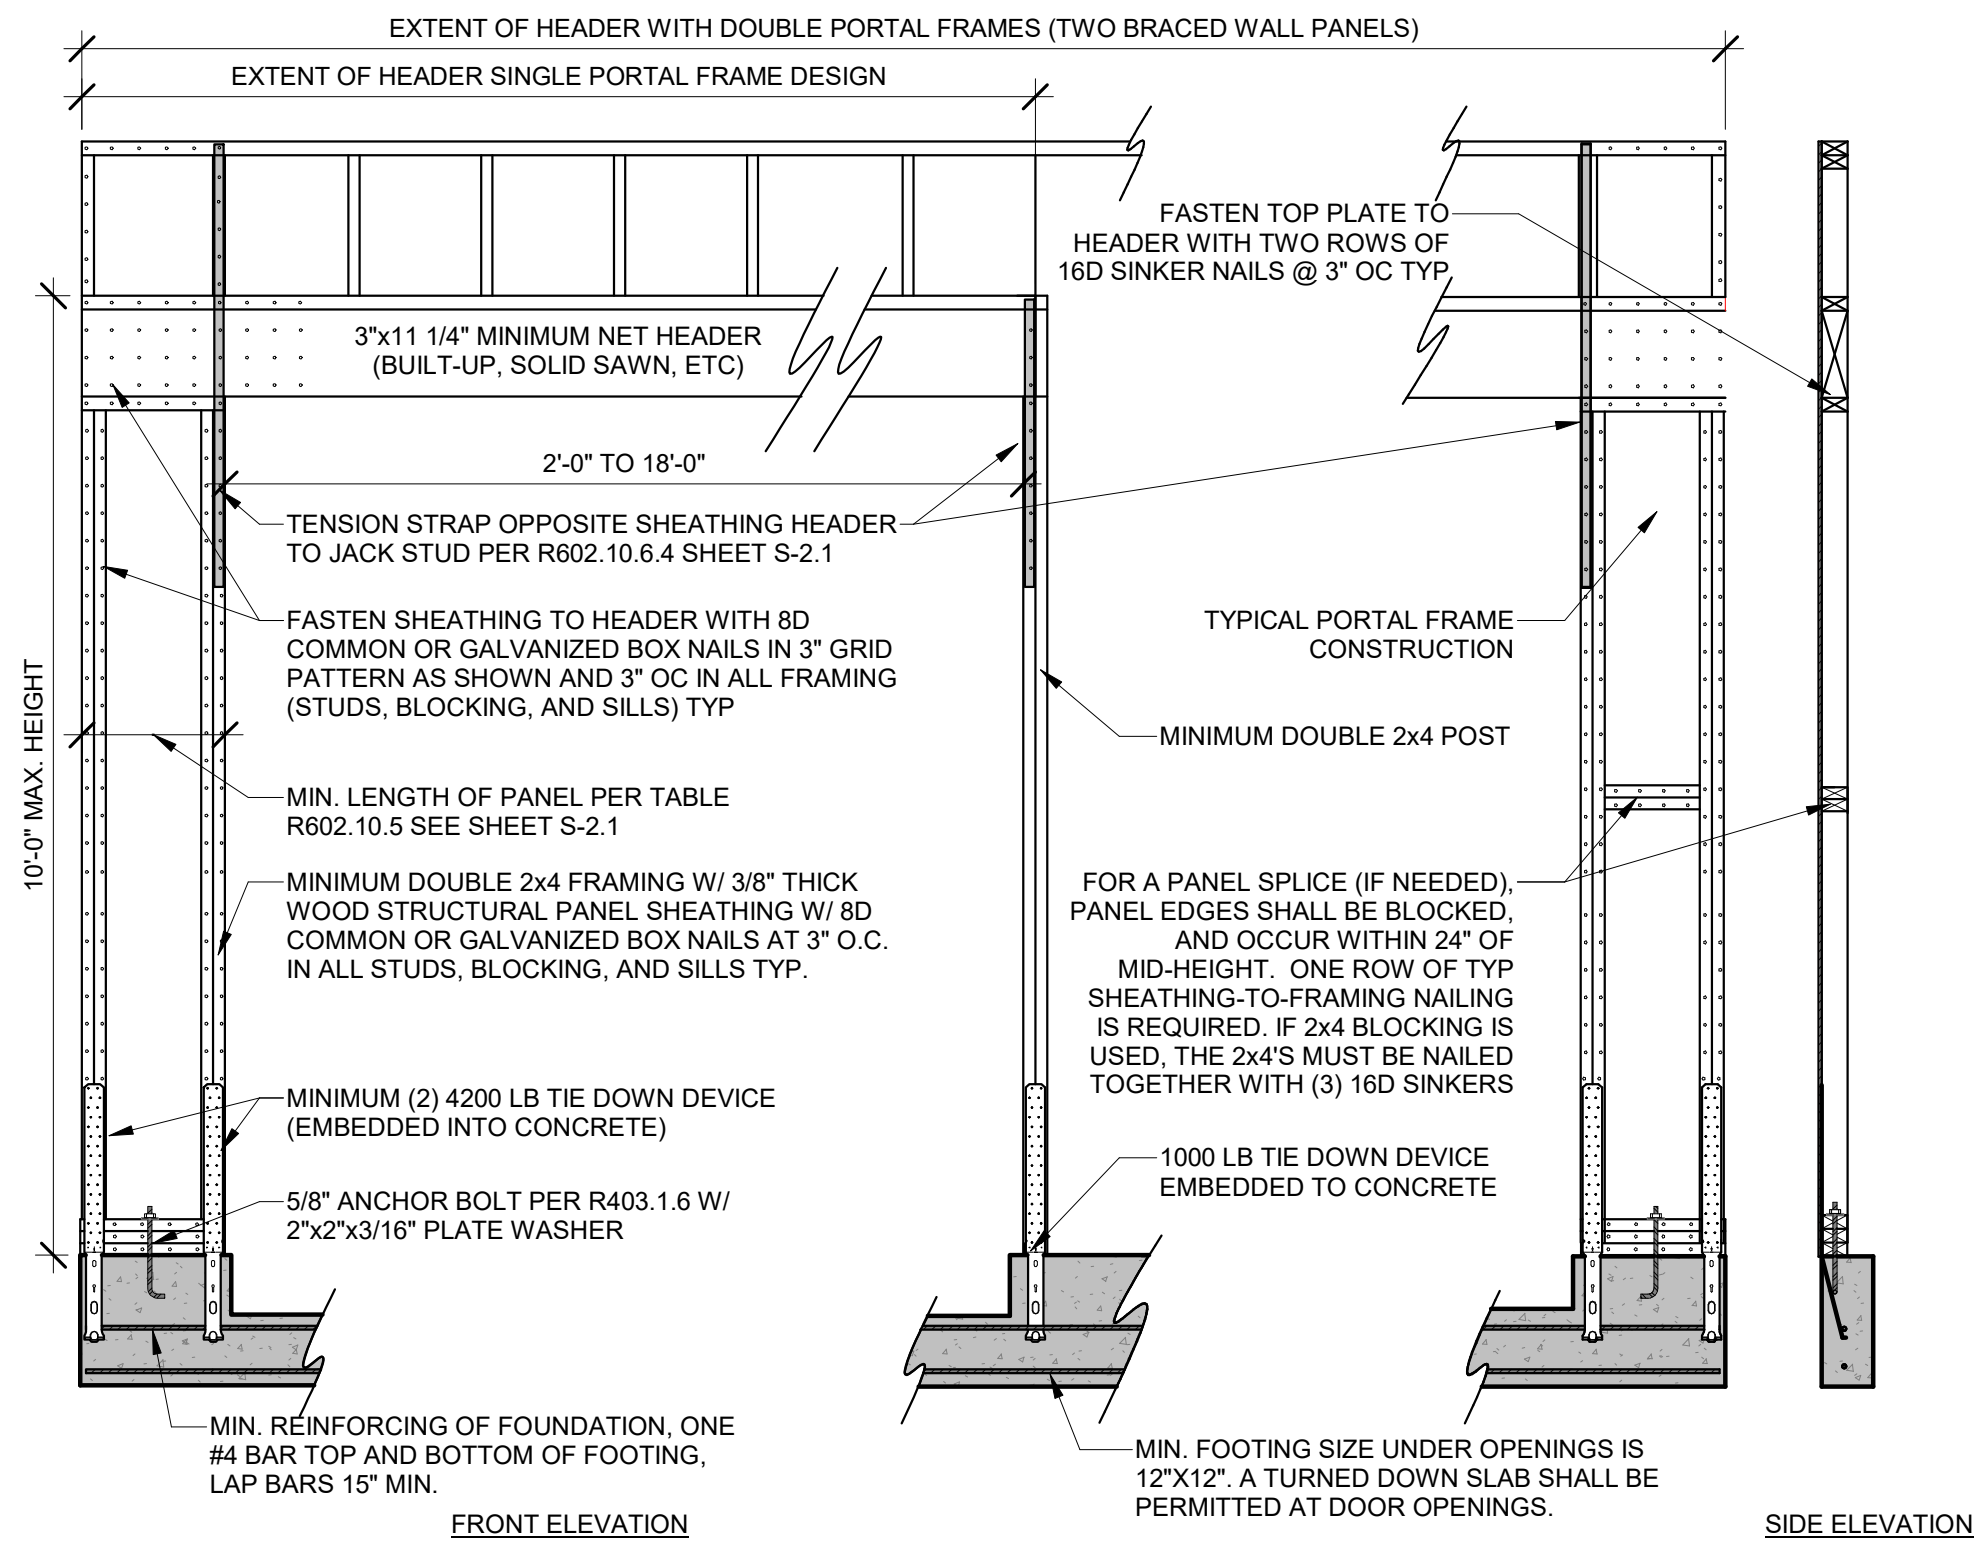 EXTENT OF HEADER WITH DOUBLE PORTAL FRAMES (TWO BRACED WALL PANELS)
EXTENT OF HEADER SINGLE PORTAL FRAME DESIGN
FASTEN TOP PLATE TO
HEADER WITH TWO ROWS OF
16D SINKER NAILS @ 3" OC TYP
3"x11 1/4" MINIMUM NET HEADER
(BUILT-UP, SOLID SAWN, ETC)
2'-0" TO 18'-0"
TENSION STRAP OPPOSITE SHEATHING HEADER
TO JACK STUD PER R602.10.6.4 SHEET S-2.1
FASTEN SHEATHING TO HEADER WITH 8D
COMMON OR GALVANIZED BOX NAILS IN 3" GRID
PATTERN AS SHOWN AND 3" OC IN ALL FRAMING
(STUDS, BLOCKING, AND SILLS) TYP
TYPICAL PORTAL FRAME
CONSTRUCTION
10'-0" MAX. HEIGHT
MINIMUM DOUBLE 2x4 POST
MIN. LENGTH OF PANEL PER TABLE
R602.10.5 SEE SHEET S-2.1
MINIMUM DOUBLE 2x4 FRAMING W/ 3/8" THICK
WOOD STRUCTURAL PANEL SHEATHING W/ 8D
COMMON OR GALVANIZED BOX NAILS AT 3" O.C.
IN ALL STUDS, BLOCKING, AND SILLS TYP.
FOR A PANEL SPLICE (IF NEEDED),
PANEL EDGES SHALL BE BLOCKED,
AND OCCUR WITHIN 24" OF
MID-HEIGHT. ONE ROW OF TYP
SHEATHING-TO-FRAMING NAILING
IS REQUIRED. IF 2x4 BLOCKING IS
USED, THE 2x4'S MUST BE NAILED
TOGETHER WITH (3) 16D SINKERS
MINIMUM (2) 4200 LB TIE DOWN DEVICE
(EMBEDDED INTO CONCRETE)
1000 LB TIE DOWN DEVICE
EMBEDDED TO CONCRETE
5/8" ANCHOR BOLT PER R403.1.6 W/
2"x2"x3/16" PLATE WASHER
MIN. REINFORCING OF FOUNDATION, ONE
#4 BAR TOP AND BOTTOM OF FOOTING,
LAP BARS 15" MIN.
MIN. FOOTING SIZE UNDER OPENINGS IS
12"X12". A TURNED DOWN SLAB SHALL BE
PERMITTED AT DOOR OPENINGS.
FRONT ELEVATION
SIDE ELEVATION